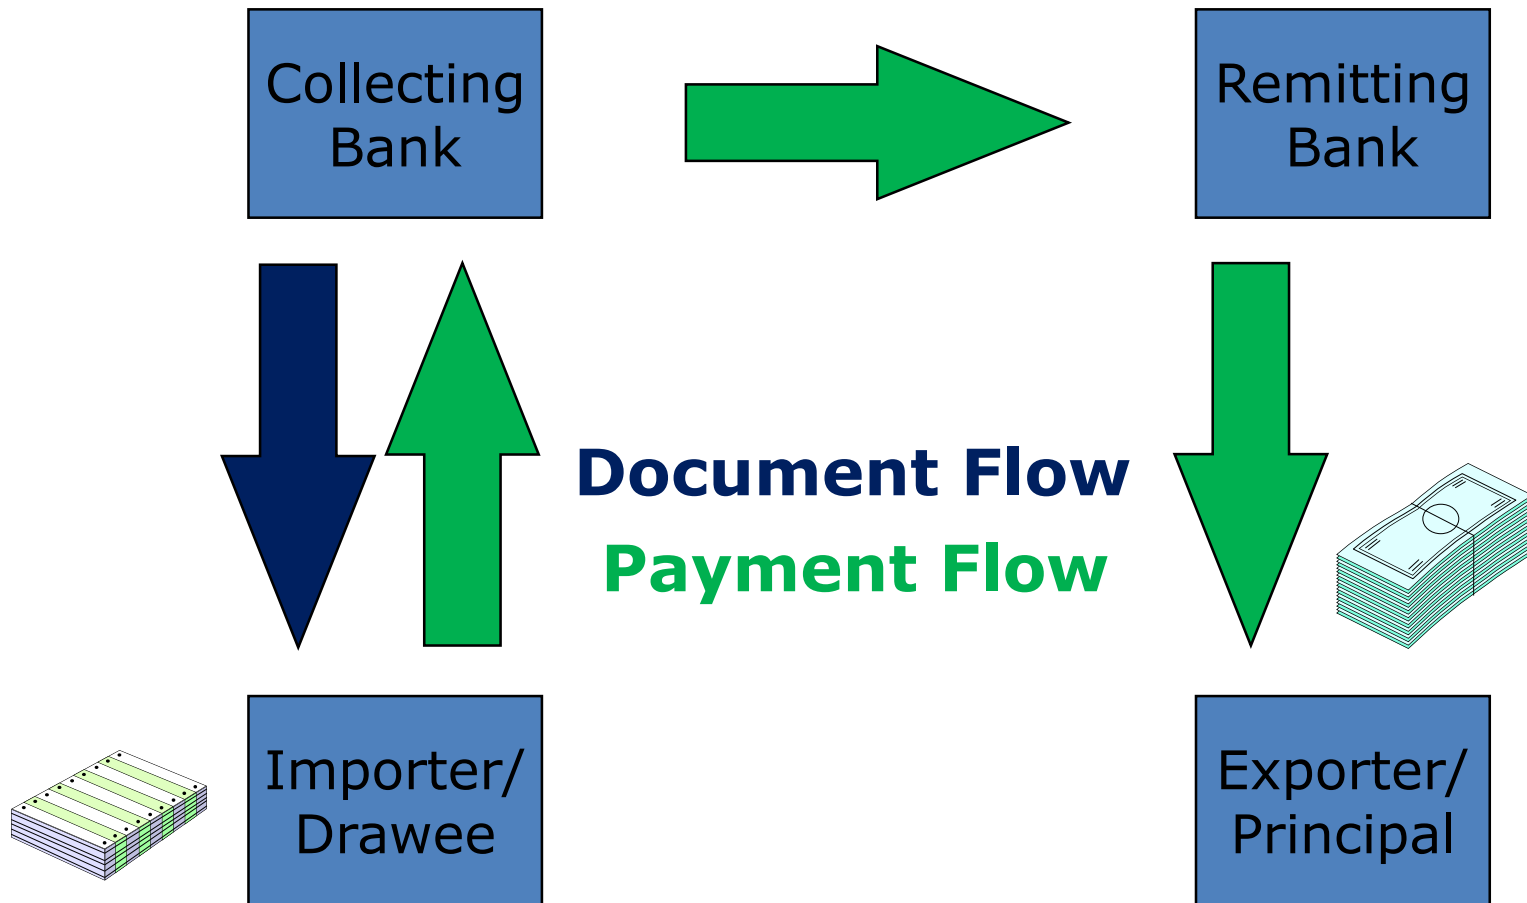 Collecting
Bank
Remitting
Bank
Document Flow
Payment Flow
Importer/
Drawee
Exporter/
Principal